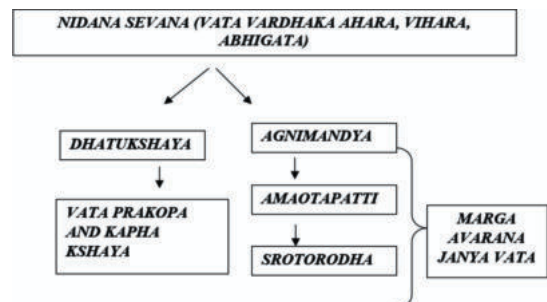 NIDANA SEVANA (VATA VARDHAKA AHARA, VIHARA,
ABHIGATA)
DHATUKSHAYA
AGNIMANDYA
VATA PRAKOPA
AND KAPHA
KSHAYA
AMAOTAPATTI
SROTORODHA
MARGA
AVARANA
JANYA VATA